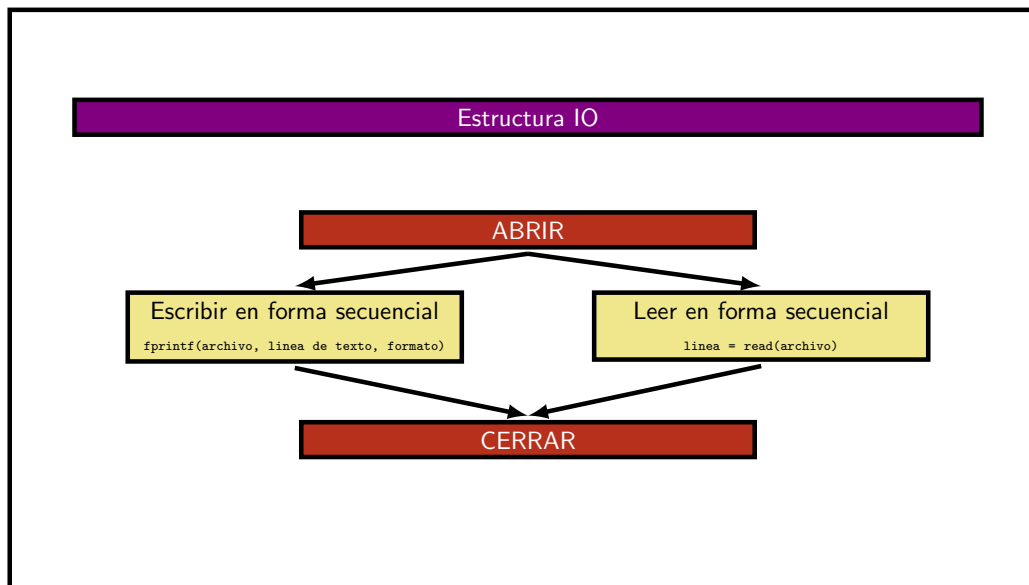 Estructura IO
ABRIR
Escribir en forma secuencial
fprintf(archivo, linea de texto, formato)
Leer en forma secuencial
linea = read(archivo)
CERRAR